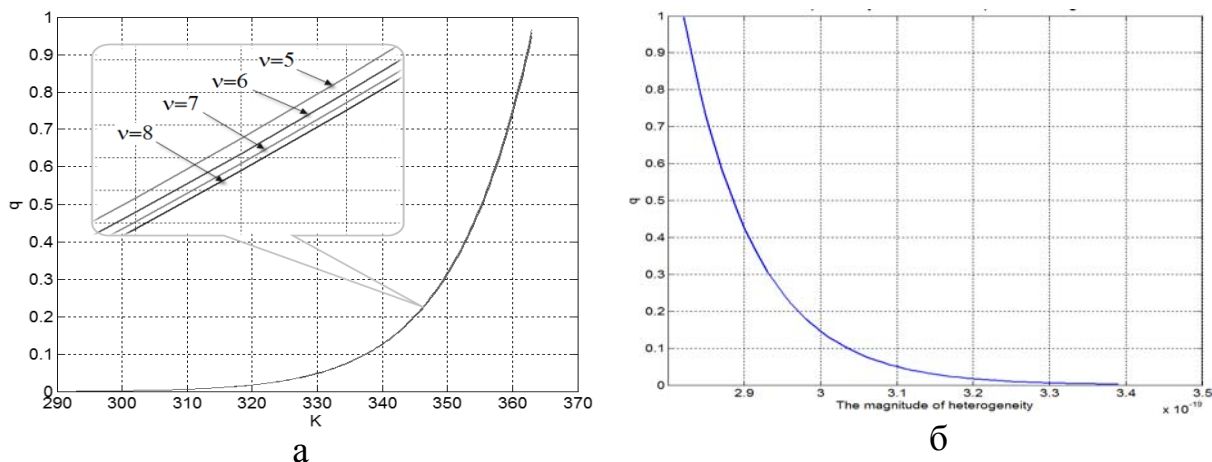 1
0.9
0.8
0.7
0.6
0.5
0.4
0.3
0.2
0.1
0
q
ν=5
ν=6
ν=7
ν=8
290 300 310 320 330 340 350 360 370
K
а
1
0.9
0.8
0.7
0.6
0.5
0.4
0.3
0.2
0.1
0
q
2.9 3 3.1 3.2 3.3 3.4 3.5
The magnitude of heterogeneity
x 10⁻¹⁹
б